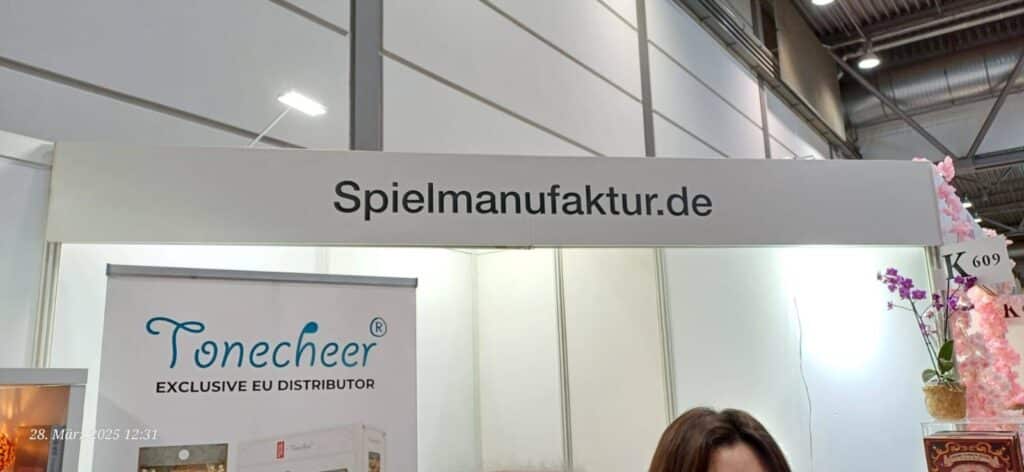 Spielmanufaktur.de
K 609
K
Tonecheer®
EXCLUSIVE EU DISTRIBUTOR
28. März 2025 12:31